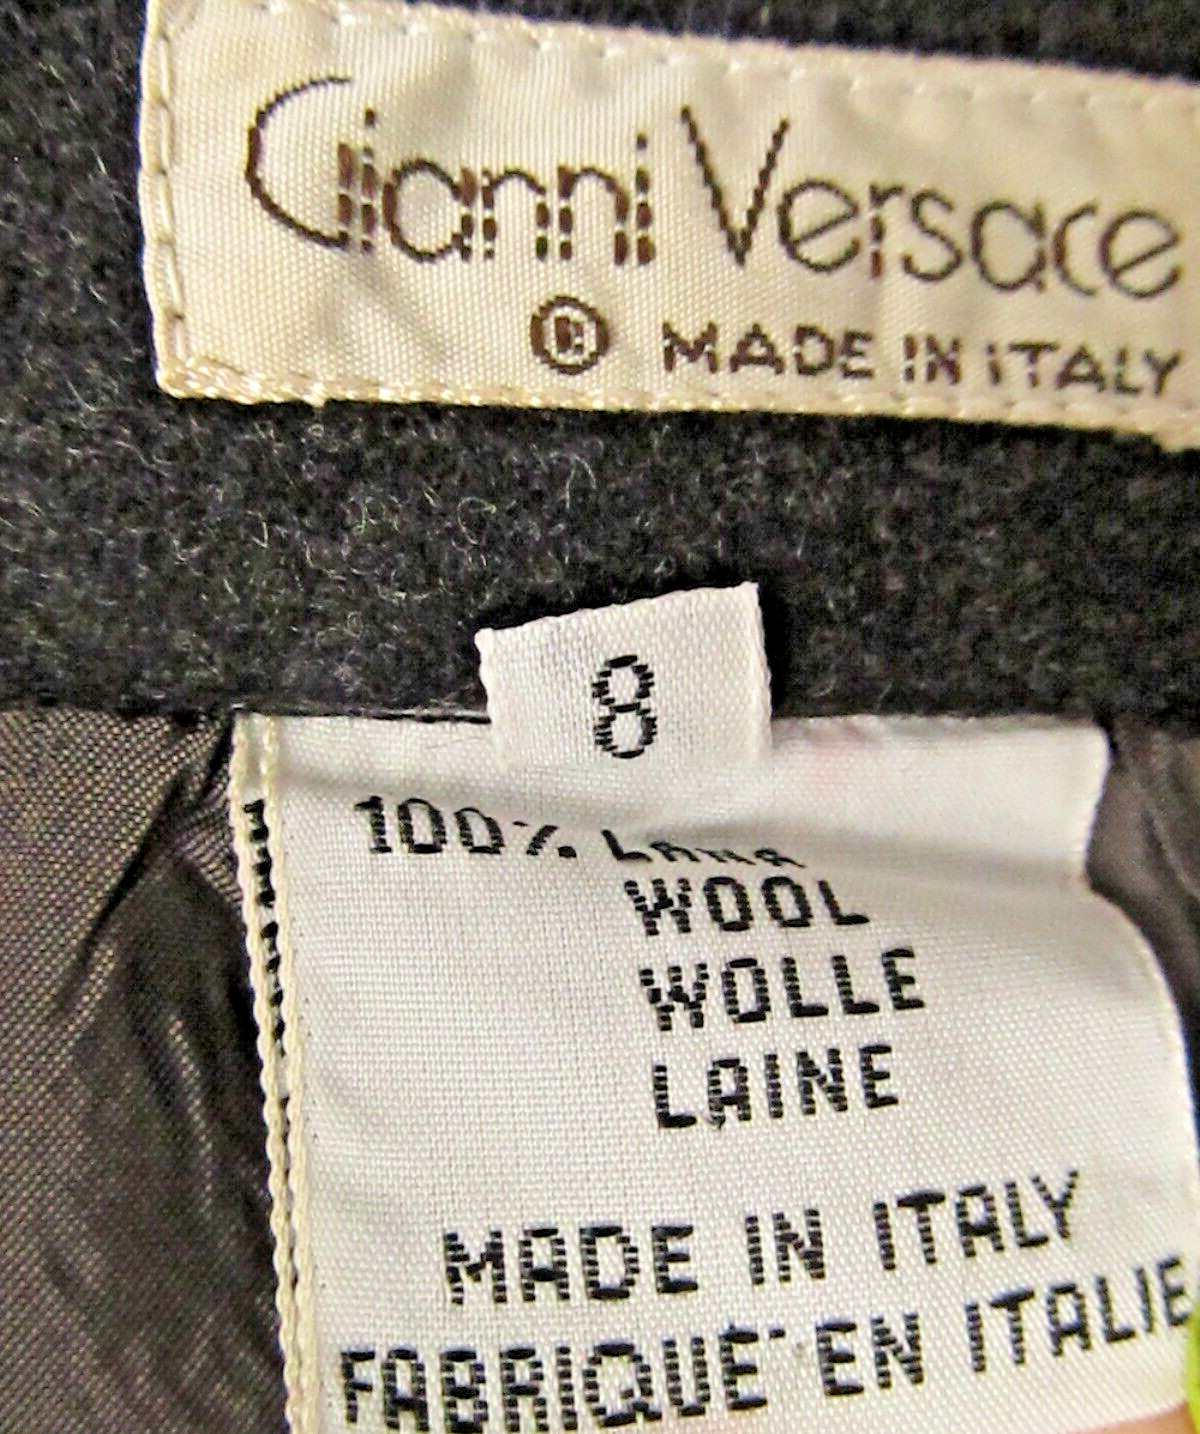 Gianni Versace
® MADE IN ITALY
8
100% LANA
WOOL
WOLLE
LAINE
MADE IN ITALY
FABRIQUE' EN ITALIE